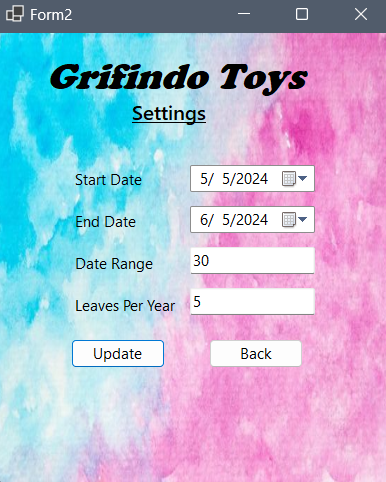 Form2
Grifindo Toys
Settings
Start Date 5/ 5/2024
End Date 6/ 5/2024
Date Range 30
Leaves Per Year 5
Update Back